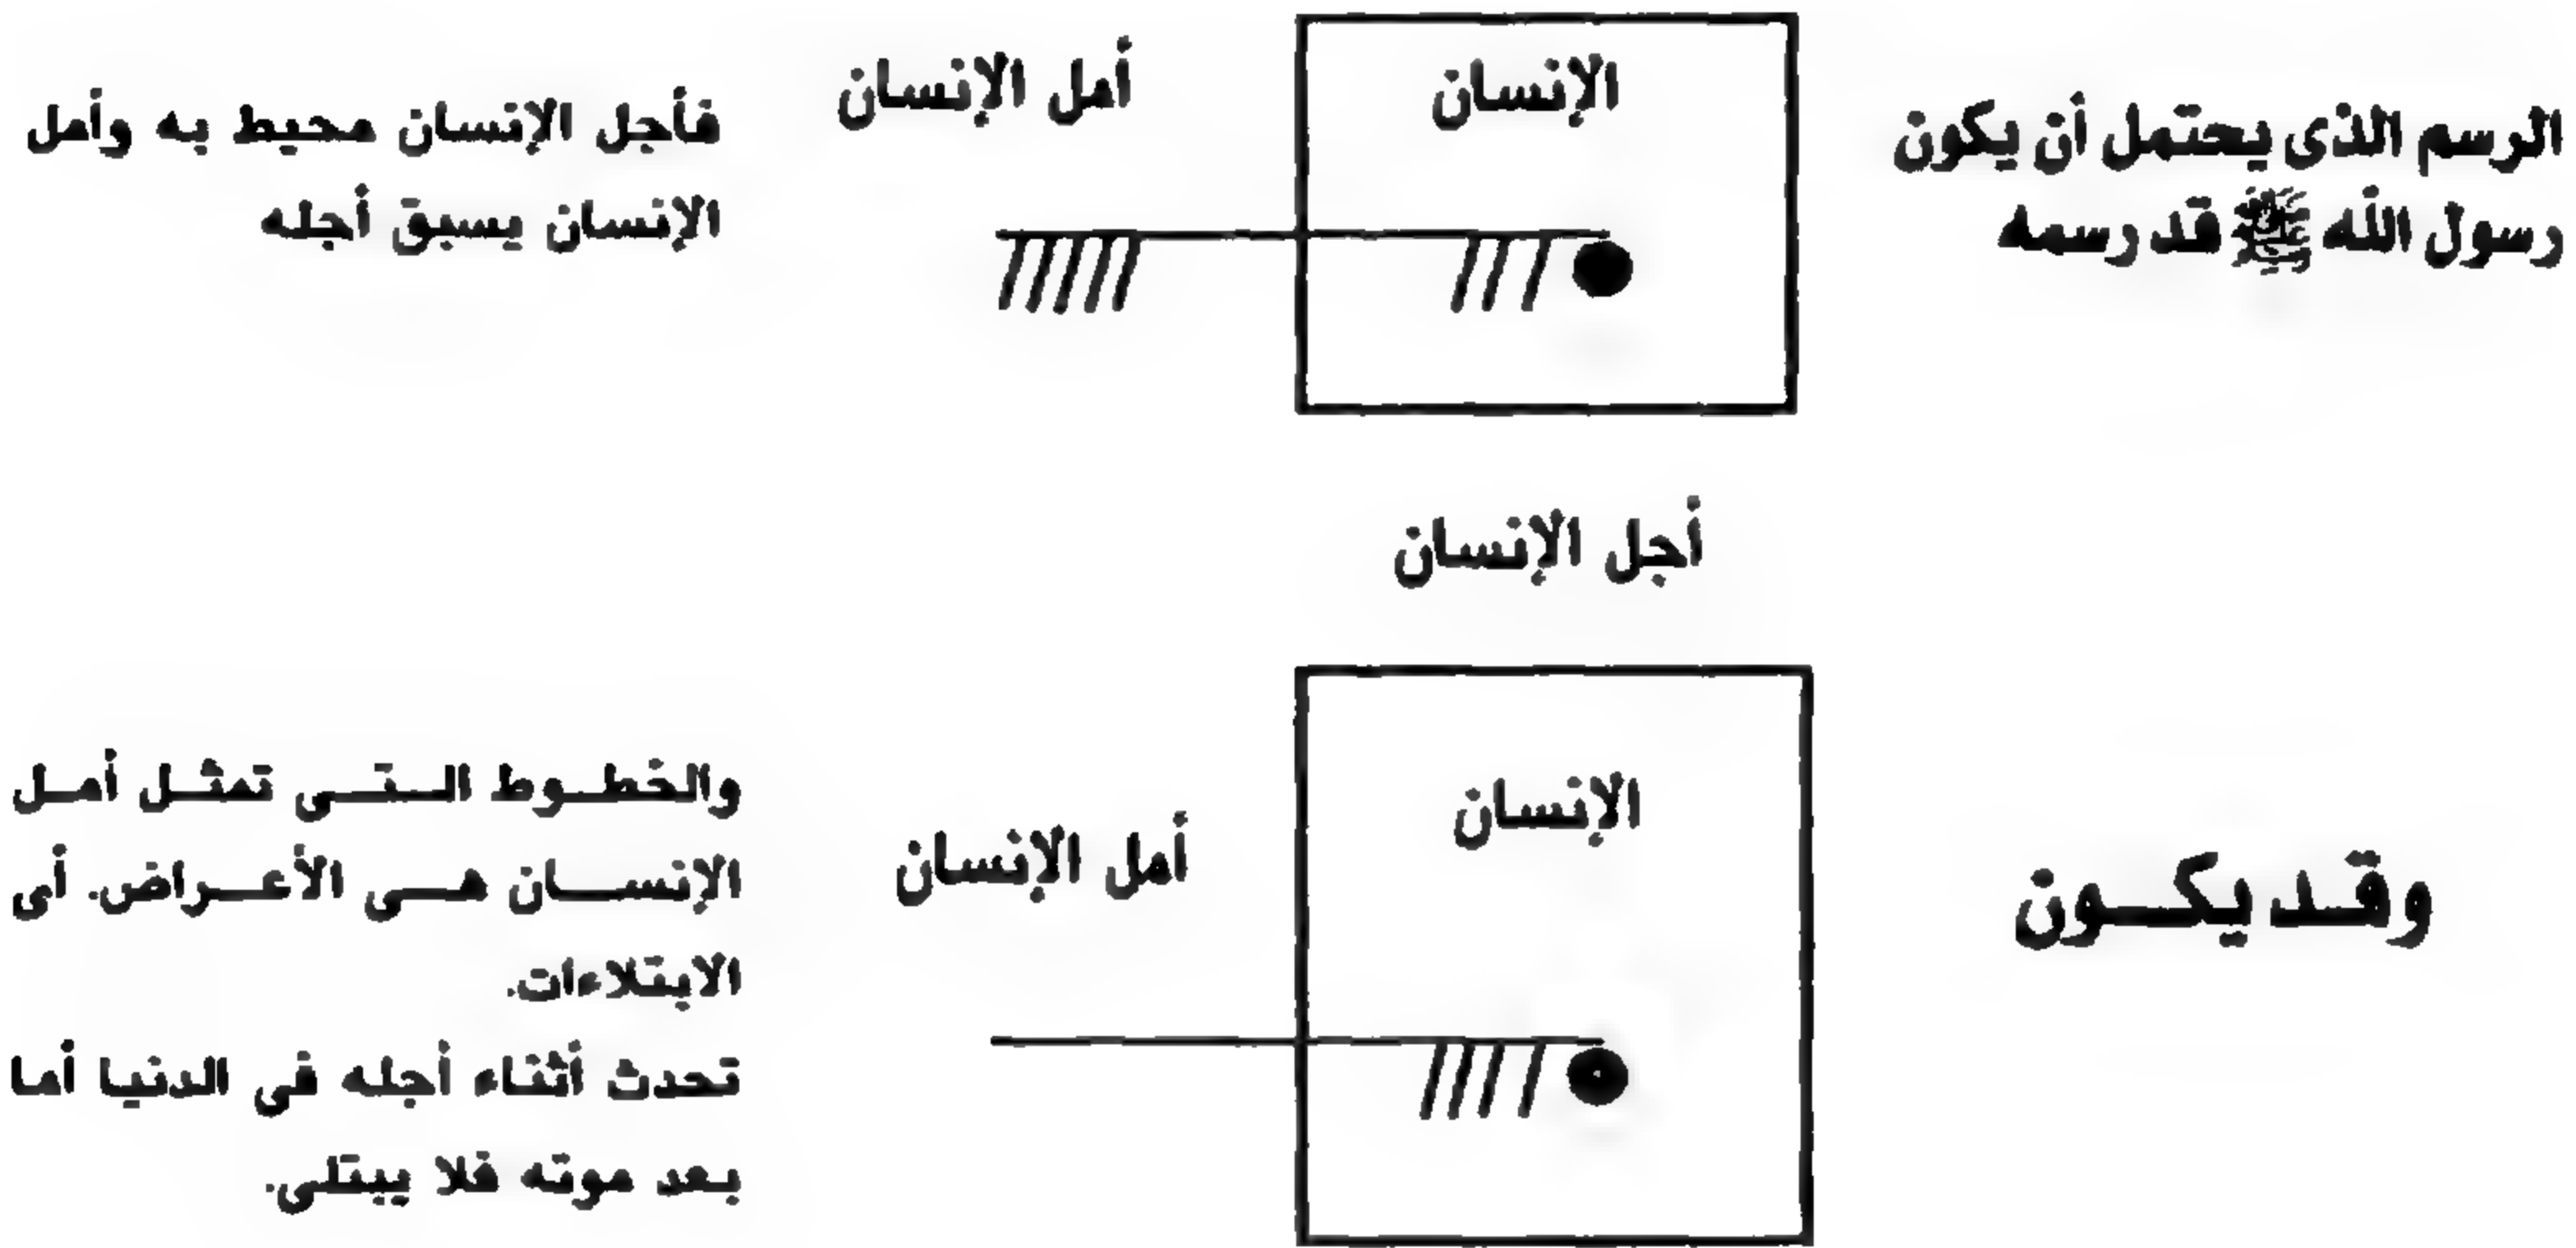 الرسم الذى يحتمل أن يكون
رسول الله ﷺ قد رسمه
الإنسان
أمل الإنسان
فأجل الإنسان محيط به وأمل
الإنسان يسبق أجله
أجل الإنسان
وقد يكون
الإنسان
أمل الإنسان
والخطوط التى تمثل أمل
الإنسان هى الأعراض. أى
الابتلاءات.
تحدث أثناء أجله فى الدنيا أما
بعد موته فلا يبتلى.